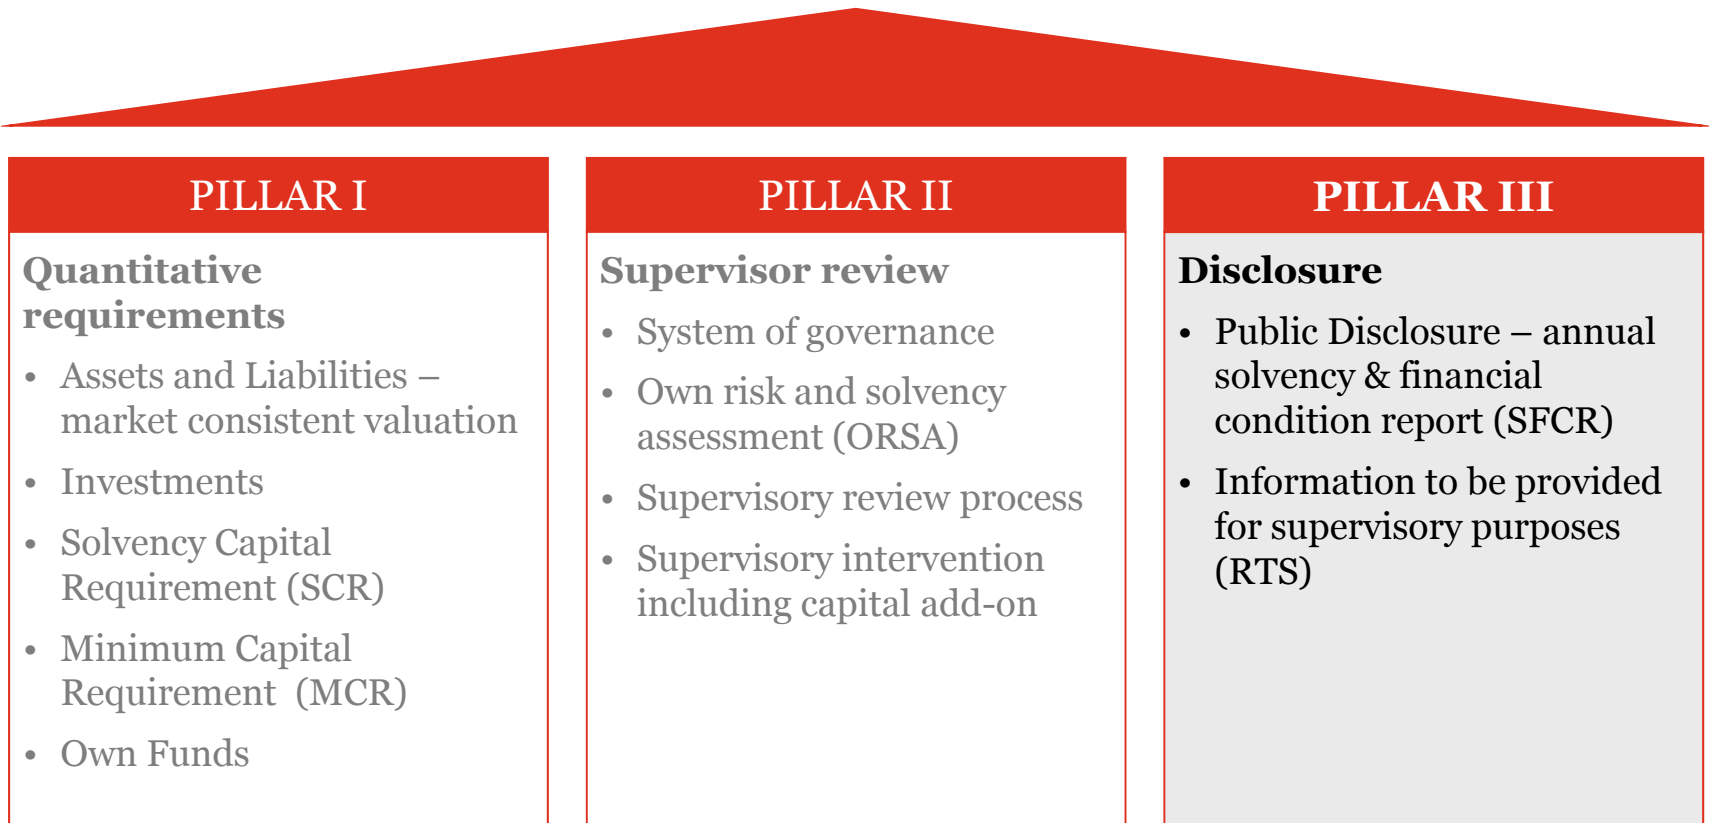 PILLAR I
Quantitative
requirements
• Assets and Liabilities –
market consistent valuation
• Investments
• Solvency Capital
Requirement (SCR)
• Minimum Capital
Requirement  (MCR)
• Own Funds
PILLAR II
Supervisor review
• System of governance
• Own risk and solvency
assessment (ORSA)
• Supervisory review process
• Supervisory intervention
including capital add-on
PILLAR III
Disclosure
• Public Disclosure – annual
solvency & financial
condition report (SFCR)
• Information to be provided
for supervisory purposes
(RTS)